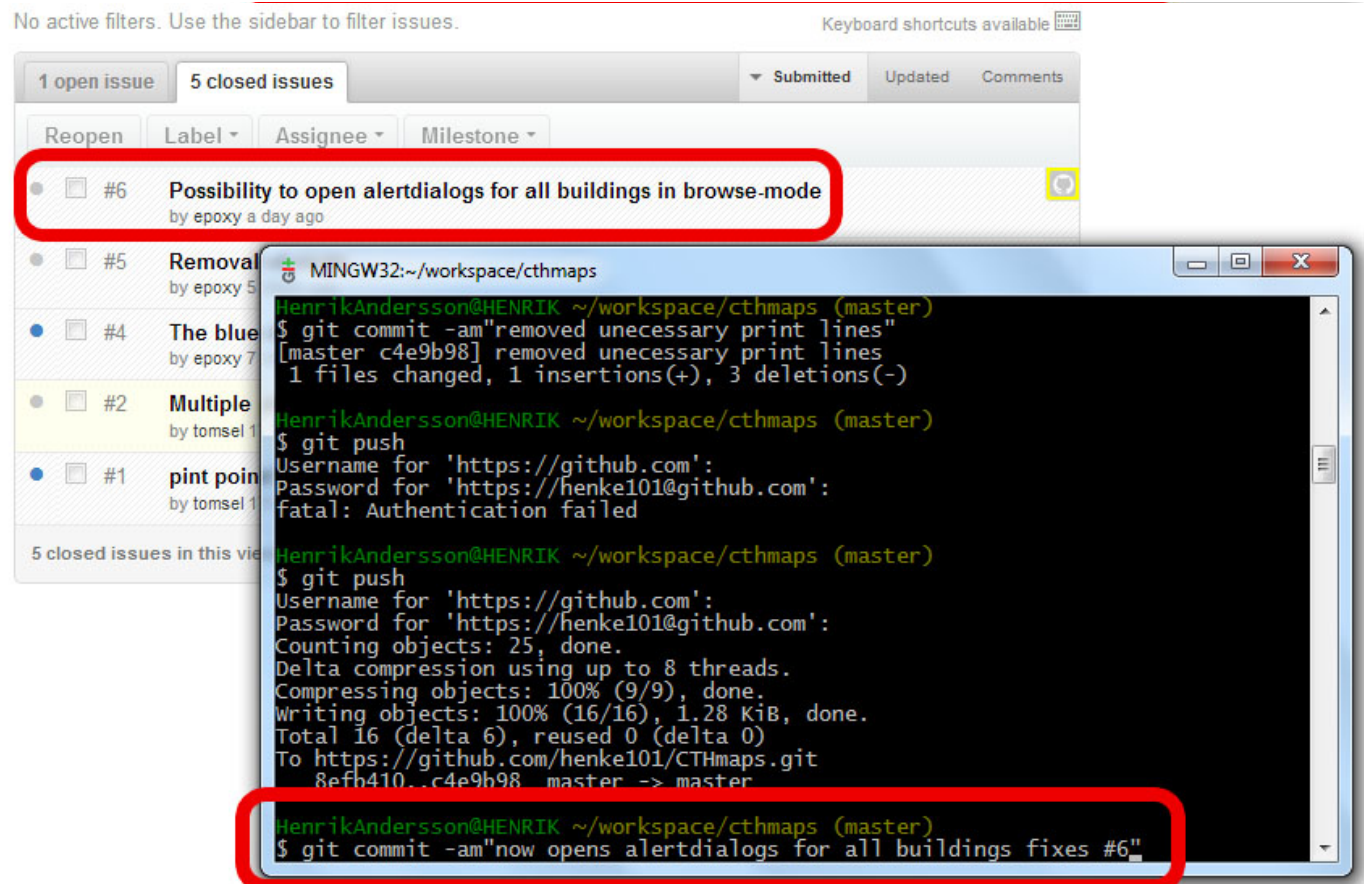 No active filters. Use the sidebar to filter issues.
Keyboard shortcuts available
1 open issue
5 closed issues
Submitted
Updated
Comments
Reopen
Label
Assignee
Milestone
#6 Possibility to open alertdialogs for all buildings in browse-mode
by epoxy a day ago
#5 Removal
by epoxy 5
#4 The blue
by epoxy 7
#2 Multiple
by tomsel 1
#1 pint poin
by tomsel 1
5 closed issues in this vie
MINGW32:~/workspace/cthmaps
HenrikAndersson@HENRIK ~/workspace/cthmaps (master)
$ git commit -am"removed unecessary print lines"
[master c4e9b98] removed unecessary print lines
1 files changed, 1 insertions(+), 3 deletions(-)
HenrikAndersson@HENRIK ~/workspace/cthmaps (master)
$ git push
Username for 'https://github.com':
Password for 'https://henke101@github.com':
fatal: Authentication failed
HenrikAndersson@HENRIK ~/workspace/cthmaps (master)
$ git push
Username for 'https://github.com':
Password for 'https://henke101@github.com':
Counting objects: 25, done.
Delta compression using up to 8 threads.
Compressing objects: 100% (9/9), done.
Writing objects: 100% (16/16), 1.28 KiB, done.
Total 16 (delta 6), reused 0 (delta 0)
To https://github.com/henke101/CTHmaps.git
8efb410..c4e9b98 master -> master
HenrikAndersson@HENRIK ~/workspace/cthmaps (master)
$ git commit -am"now opens alertdialogs for all buildings fixes #6"